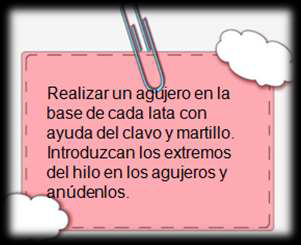 Realizar un agujero en la
base de cada lata con
ayuda del clavo y martillo.
Introduzcan los extremos
del hilo en los agujeros y
anúdenlos.